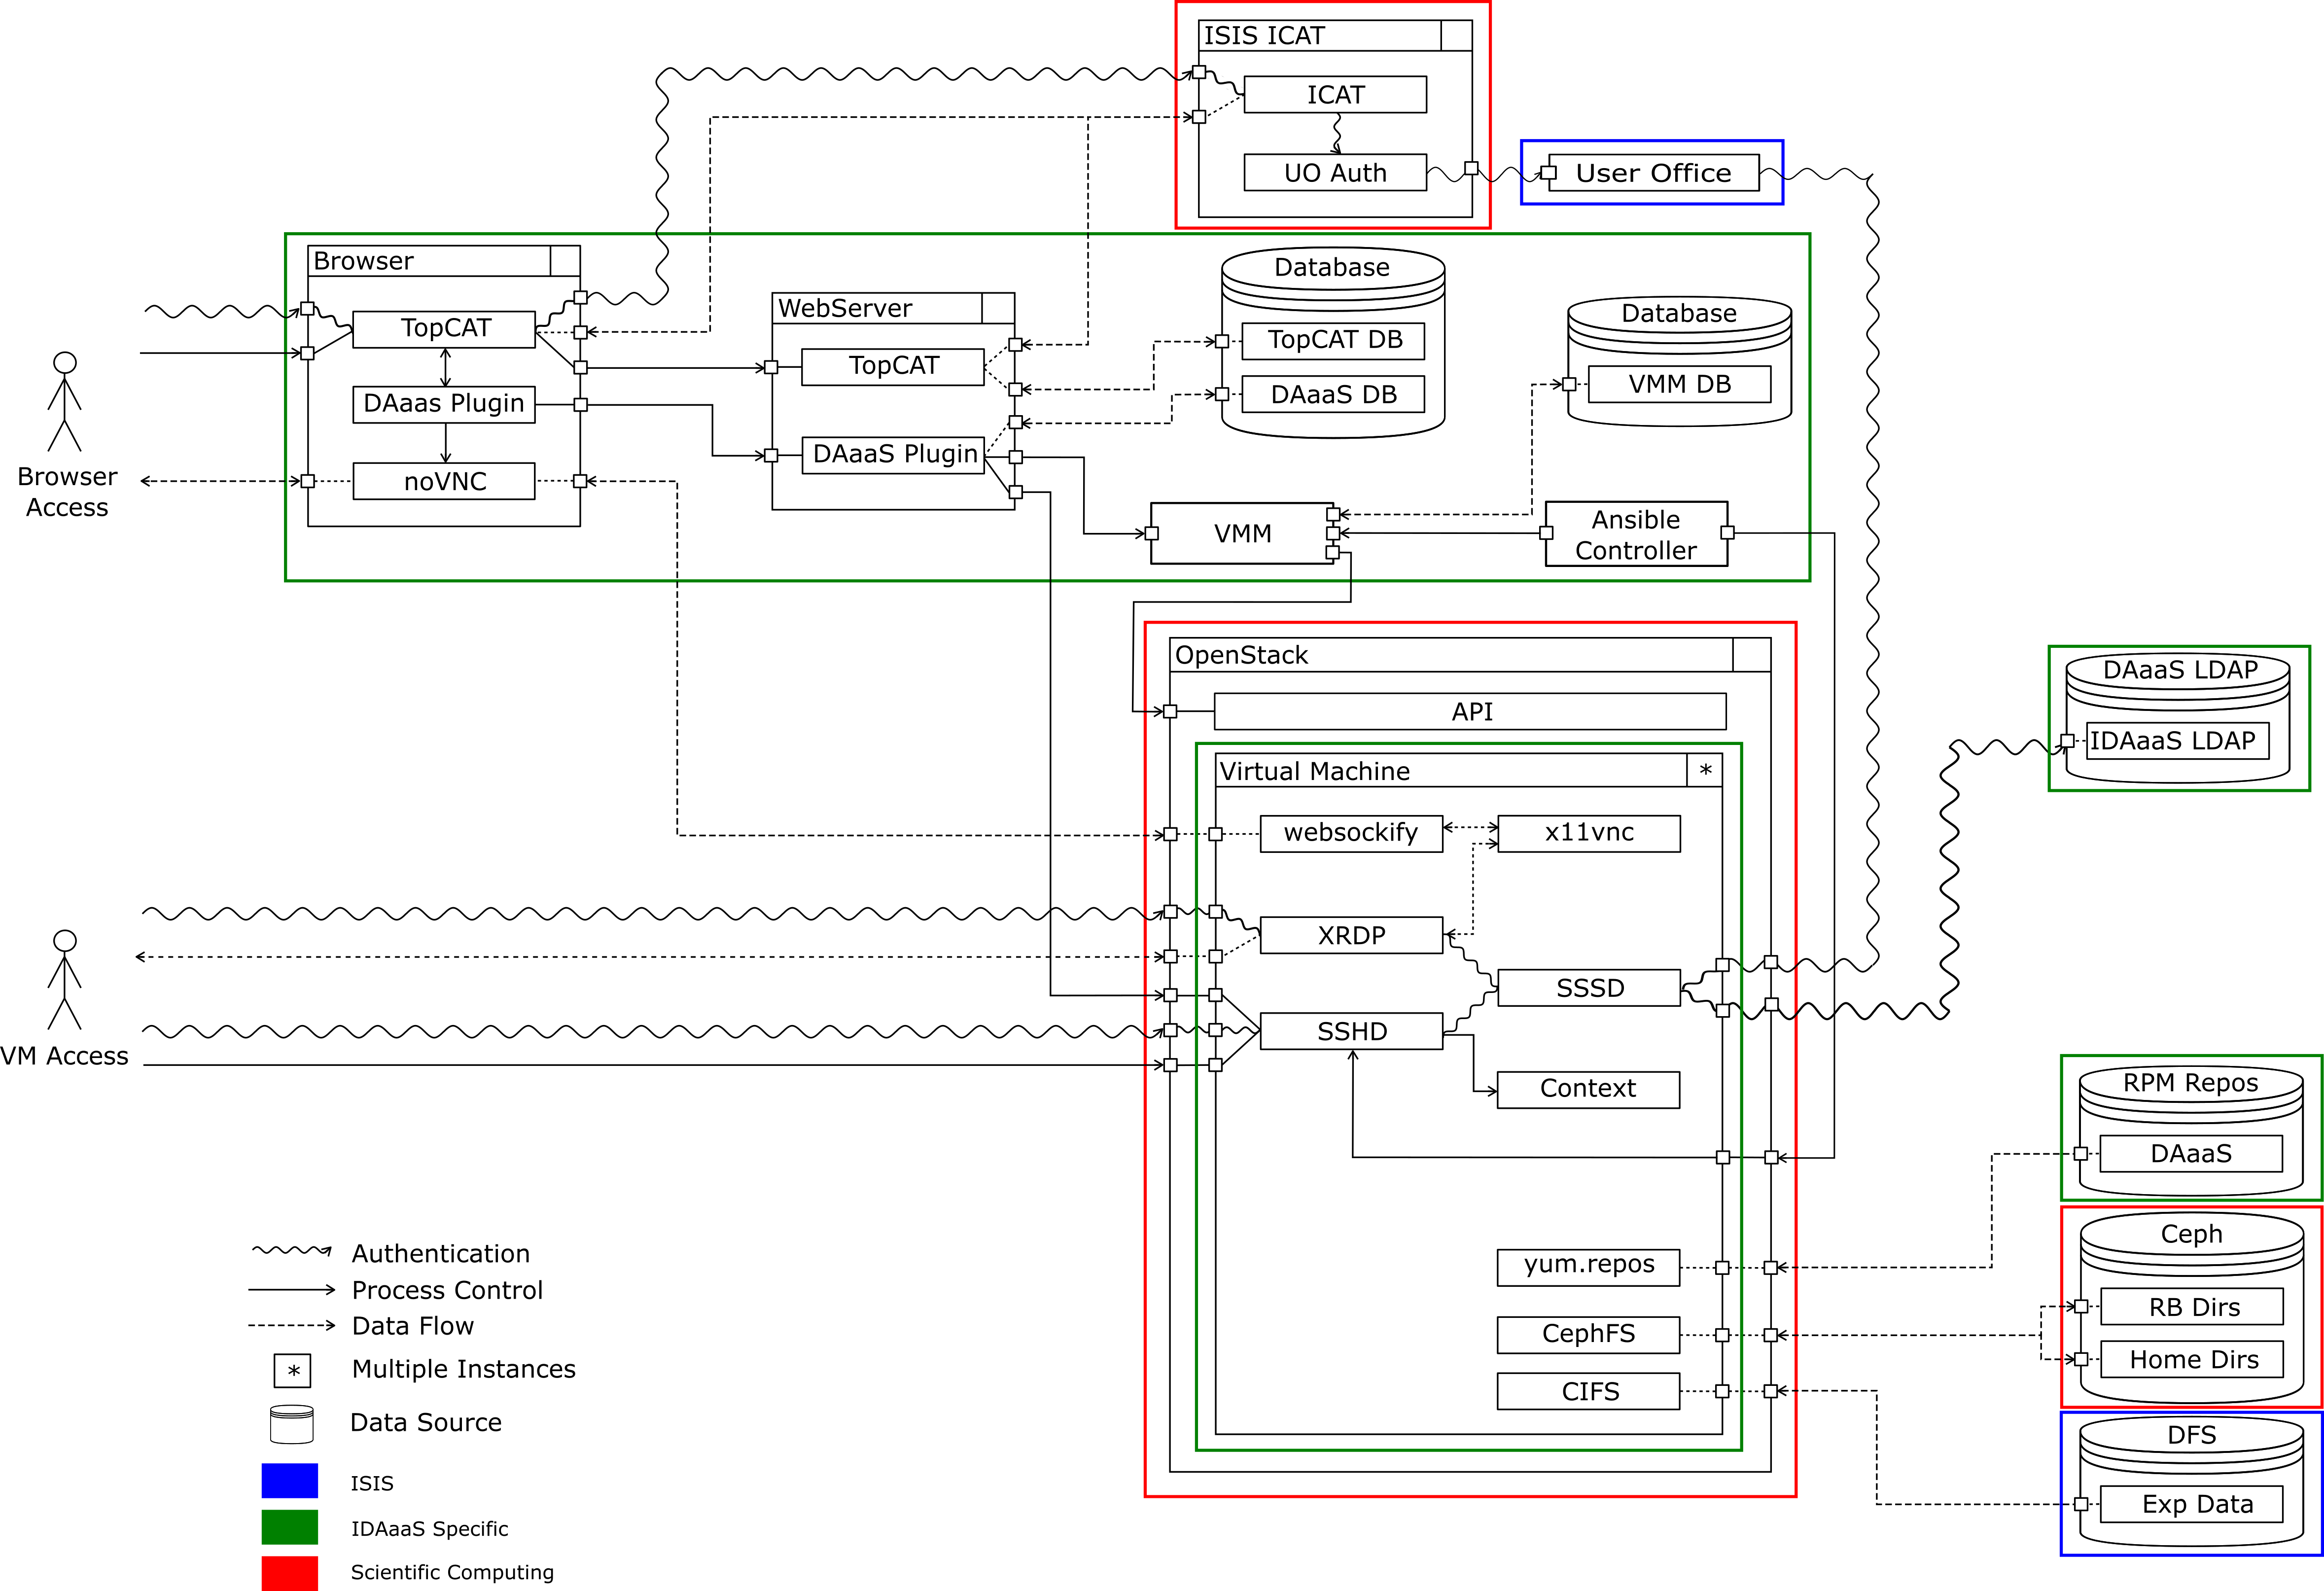 ISIS ICAT
ICAT
UO Auth
User Office
Browser
TopCAT
DAaas Plugin
noVNC
Browser
Access
WebServer
TopCAT
DAaaS Plugin
Database
TopCAT DB
DAaaS DB
Database
VMM DB
VMM
Ansible
Controller
OpenStack
API
Virtual Machine
*
websockify
x11vnc
XRDP
SSSD
SSHD
Context
yum.repos
CephFS
CIFS
VM Access
DAaaS LDAP
IDAaaS LDAP
RPM Repos
DAaaS
Ceph
RB Dirs
Home Dirs
DFS
Exp Data
Authentication
Process Control
Data Flow
* Multiple Instances
Data Source
ISIS
IDAaaS Specific
Scientific Computing